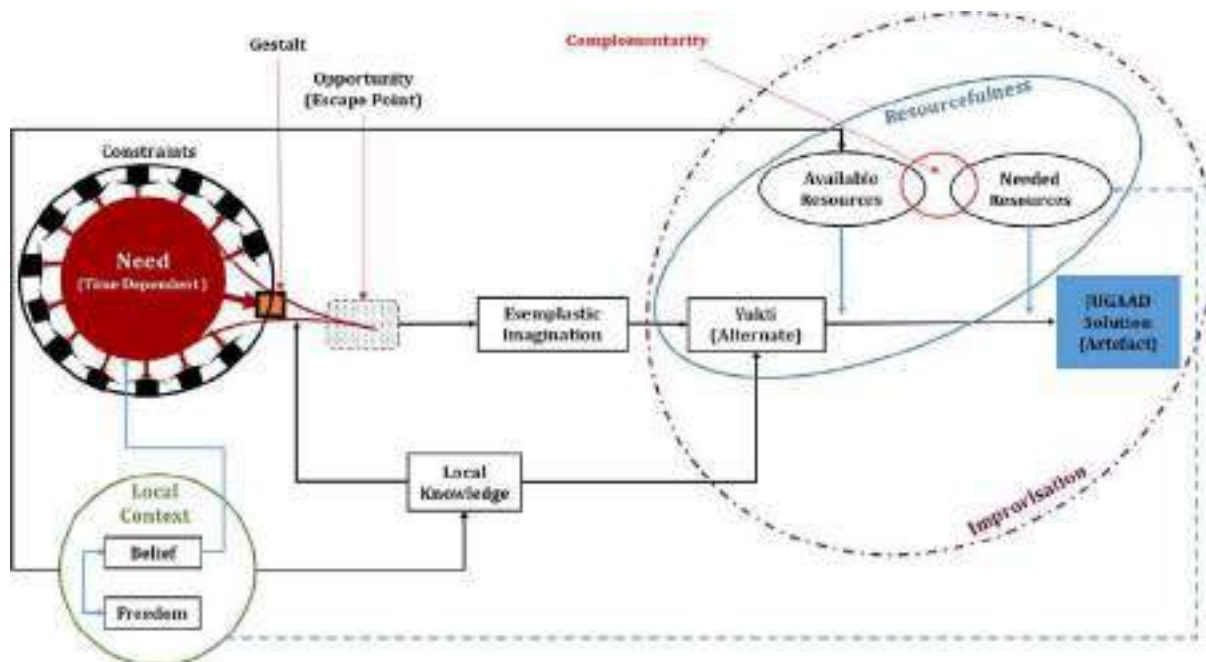 Gestalt
Complementarity
Opportunity
(Escape Point)
Resourcefulness
Constraints
Available
Resources
Needed
Resources
Need
(Time Dependent)
Esemplastic
Imagination
Yukti
(Alternate)
JUGAAD
Solution
(Artefact)
Local
Knowledge
Improrisation
Local
Context
Belief
Freedom